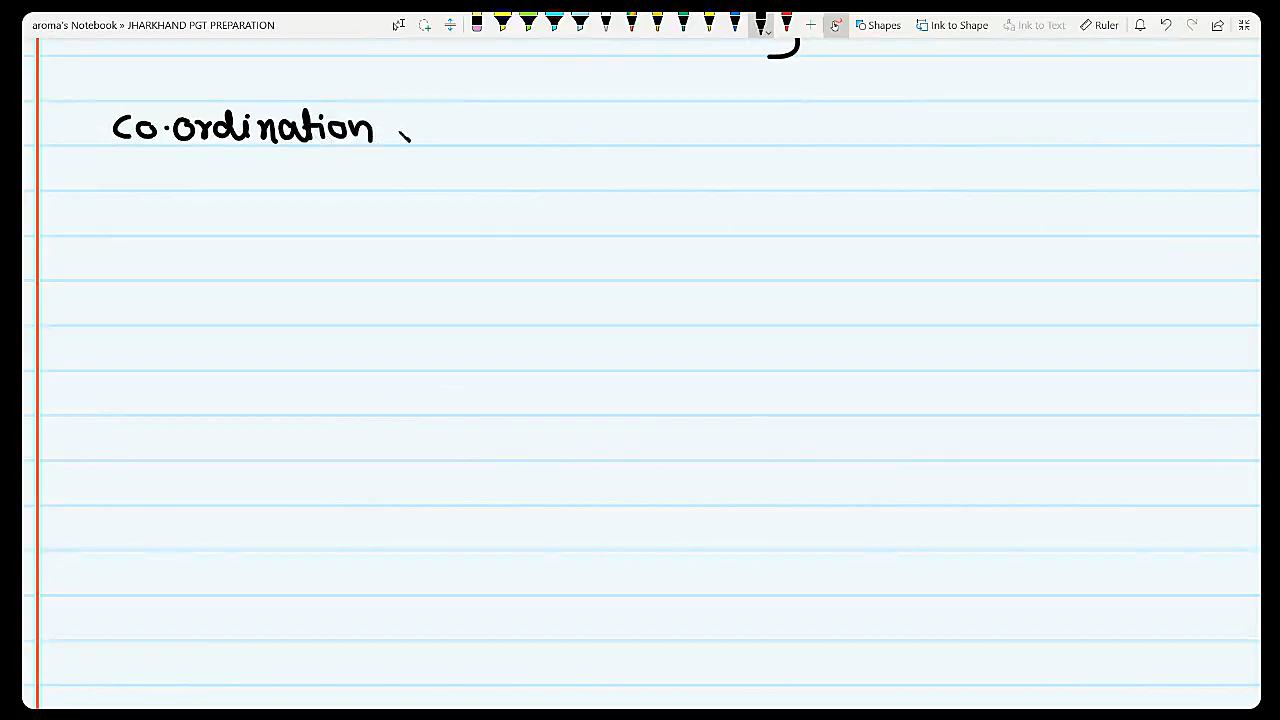 aroma's Notebook » JHARKHAND PGT PREPARATION Shapes Ink to Shape Ink to Text Ruler
co-ordination